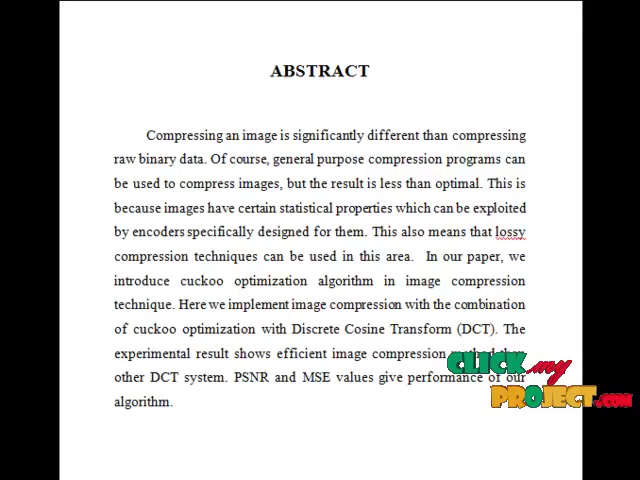 ABSTRACT
Compressing an image is significantly different than compressing
raw binary data. Of course, general purpose compression programs can
be used to compress images, but the result is less than optimal. This is
because images have certain statistical properties which can be exploited
by encoders specifically designed for them. This also means that lossy
compression techniques can be used in this area. In our paper, we
introduce cuckoo optimization algorithm in image compression
technique. Here we implement image compression with the combination
of cuckoo optimization with Discrete Cosine Transform (DCT). The
experimental result shows efficient image compression method than
other DCT system. PSNR and MSE values give performance of our
algorithm.
CLICK my
PROJECT.COM